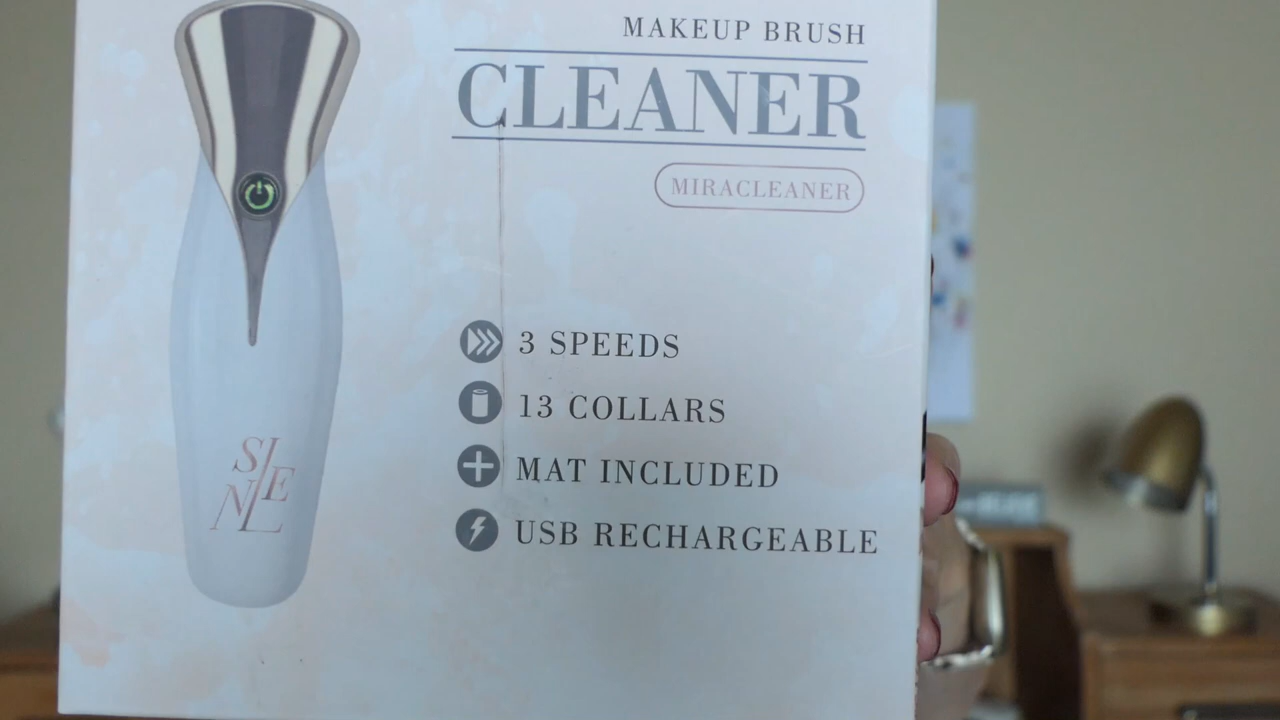 MAKEUP BRUSH
CLEANER
MIRACLEANER
3 SPEEDS
13 COLLARS
MAT INCLUDED
USB RECHARGEABLE